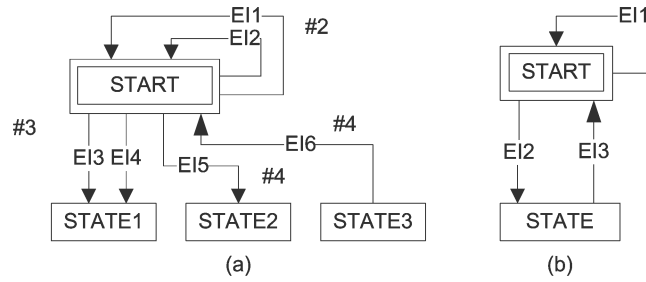 EI1
EI2
#2
START
#3
EI3
EI4
EI5
#4
EI6
#4
STATE1
STATE2
STATE3
(a)
EI1
START
EI2
EI3
STATE
(b)